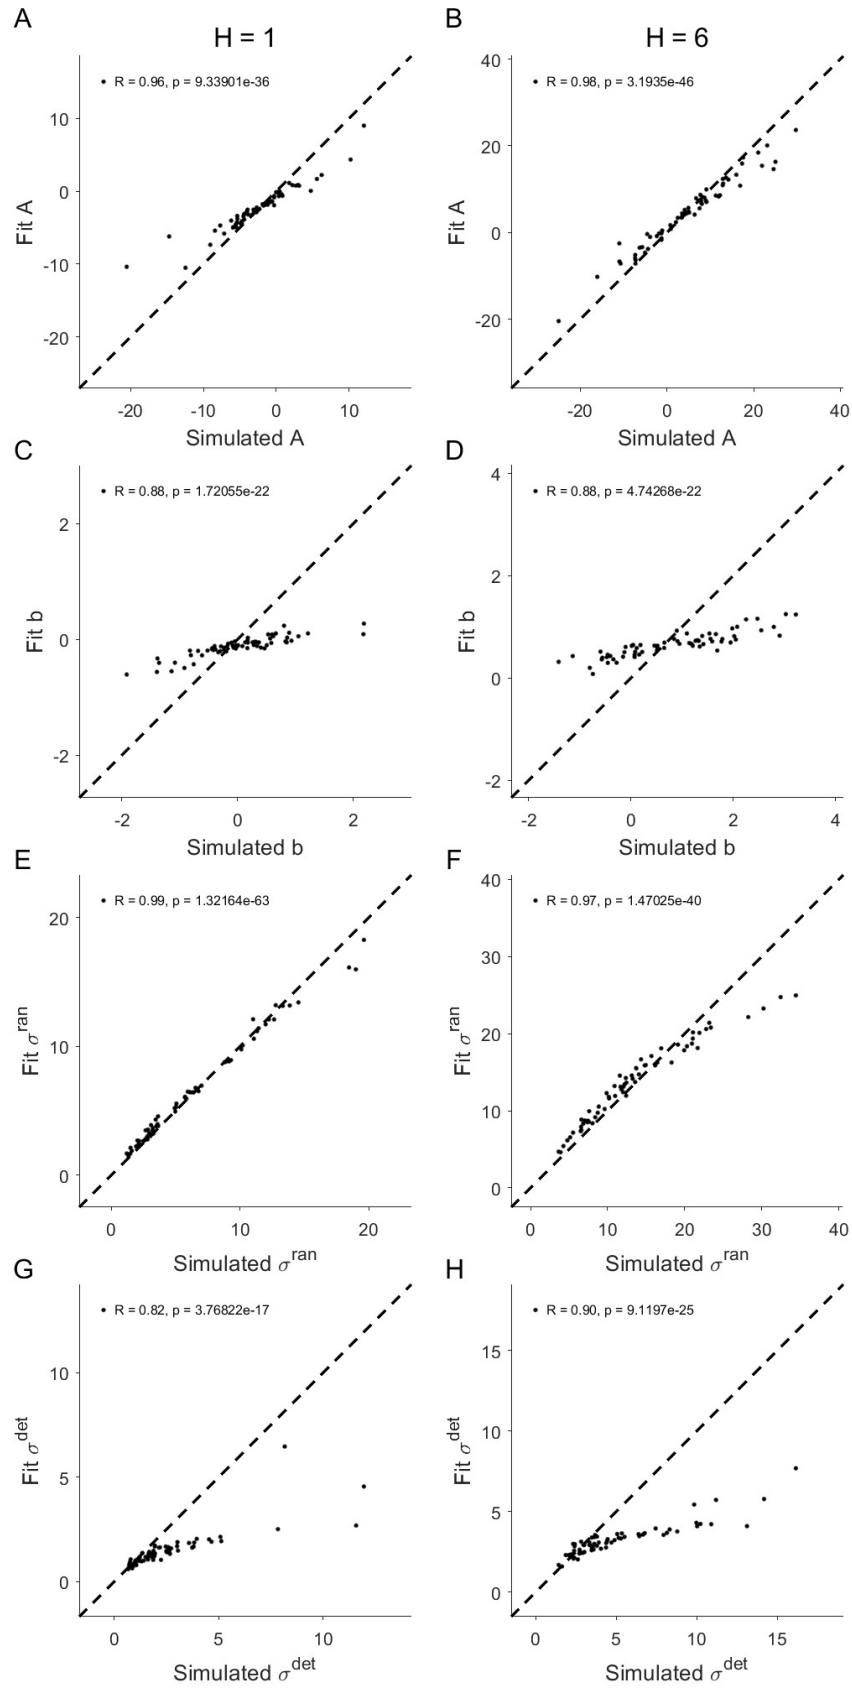 A
B
H = 1
H = 6
R = 0.96, p = 9.33901e-36
10
0
-10
-20
Fit A
-20
-10
0
10
Simulated A
R = 0.98, p = 3.1935e-46
40
20
0
-20
Fit A
-20
0
20
40
Simulated A
C
D
R = 0.88, p = 1.72055e-22
2
0
-2
Fit b
-2
0
2
Simulated b
R = 0.88, p = 4.74268e-22
4
2
0
-2
Fit b
-2
0
2
4
Simulated b
E
F
R = 0.99, p = 1.32164e-63
20
10
0
Fit σ^ran
0
10
20
Simulated σ^ran
R = 0.97, p = 1.47025e-40
40
30
20
10
0
Fit σ^ran
0
10
20
30
40
Simulated σ^ran
G
H
R = 0.82, p = 3.76822e-17
10
5
0
Fit σ^det
0
5
10
Simulated σ^det
R = 0.90, p = 9.1197e-25
15
10
5
0
Fit σ^det
0
5
10
15
Simulated σ^det